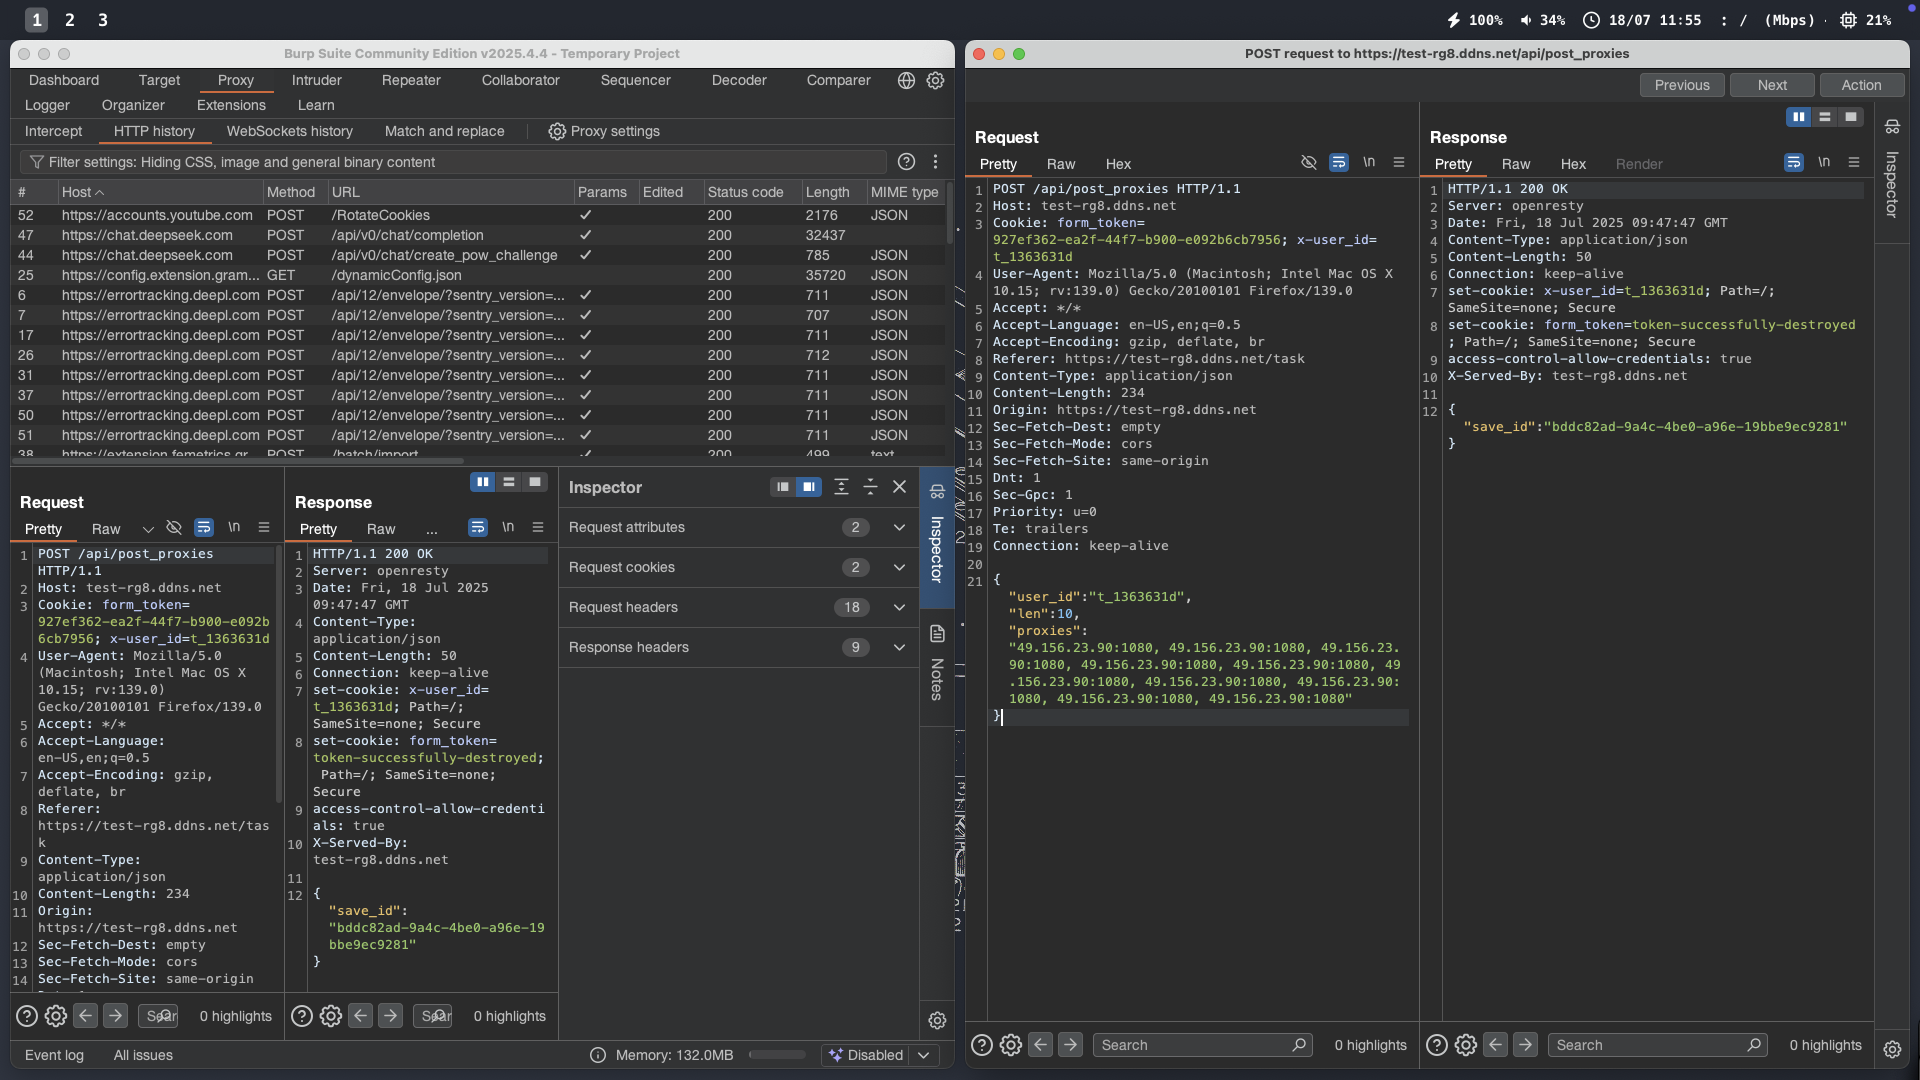 1 2 3
100% 34% 18/07 11:55 : / (Mbps) · 21%
Burp Suite Community Edition v2025.4.4 - Temporary Project
Dashboard Target Proxy Intruder Repeater Collaborator Sequencer Decoder Comparer
Logger Organizer Extensions Learn
Intercept HTTP history WebSockets history Match and replace Proxy settings
Filter settings: Hiding CSS, image and general binary content
# Host Method URL Params Edited Status code Length MIME type
52 https://accounts.youtube.com POST /RotateCookies ✓ 200 2176 JSON
47 https://chat.deepseek.com POST /api/v0/chat/completion ✓ 200 32437
44 https://chat.deepseek.com POST /api/v0/chat/create_pow_challenge ✓ 200 785 JSON
25 https://config.extension.gram... GET /dynamicConfig.json 200 35720 JSON
6 https://errortracking.deepl.com POST /api/12/envelope/?sentry_version=... ✓ 200 711 JSON
7 https://errortracking.deepl.com POST /api/12/envelope/?sentry_version=... ✓ 200 707 JSON
17 https://errortracking.deepl.com POST /api/12/envelope/?sentry_version=... ✓ 200 711 JSON
26 https://errortracking.deepl.com POST /api/12/envelope/?sentry_version=... ✓ 200 712 JSON
31 https://errortracking.deepl.com POST /api/12/envelope/?sentry_version=... ✓ 200 711 JSON
37 https://errortracking.deepl.com POST /api/12/envelope/?sentry_version=... ✓ 200 711 JSON
50 https://errortracking.deepl.com POST /api/12/envelope/?sentry_version=... ✓ 200 711 JSON
51 https://errortracking.deepl.com POST /api/12/envelope/?sentry_version=... ✓ 200 711 JSON
38 https://extension.femetrics.gr... POST /batch/import ✓ 200 499 text
Request
Pretty Raw \n
1 POST /api/post_proxies
HTTP/1.1
2 Host: test-rg8.ddns.net
3 Cookie: form_token=
927ef362-ea2f-44f7-b900-e092b
6cb7956; x-user_id=t_1363631d
4 User-Agent: Mozilla/5.0
(Macintosh; Intel Mac OS X
10.15; rv:139.0)
Gecko/20100101 Firefox/139.0
5 Accept: */*
6 Accept-Language:
en-US,en;q=0.5
7 Accept-Encoding: gzip,
deflate, br
8 Referer:
https://test-rg8.ddns.net/tas
k
9 Content-Type:
application/json
10 Content-Length: 234
11 Origin:
https://test-rg8.ddns.net
12 Sec-Fetch-Dest: empty
13 Sec-Fetch-Mode: cors
14 Sec-Fetch-Site: same-origin
0 highlights
Response
Pretty Raw ... \n
1 HTTP/1.1 200 OK
2 Server: openresty
3 Date: Fri, 18 Jul 2025
09:47:47 GMT
4 Content-Type:
application/json
5 Content-Length: 50
6 Connection: keep-alive
7 set-cookie: x-user_id=
t_1363631d; Path=/;
SameSite=none; Secure
8 set-cookie: form_token=
token-successfully-destroyed;
Path=/; SameSite=none;
Secure
9 access-control-allow-credenti
als: true
10 X-Served-By:
test-rg8.ddns.net
11
12 {
"save_id":
"bddc82ad-9a4c-4be0-a96e-19
bbe9ec9281"
}
0 highlights
Inspector
Request attributes 2
Request cookies 2
Request headers 18
Response headers 9
Inspector
Notes
Event log All issues Memory: 132.0MB Disabled
POST request to https://test-rg8.ddns.net/api/post_proxies
Previous Next Action
Request
Pretty Raw Hex \n
1 POST /api/post_proxies HTTP/1.1
2 Host: test-rg8.ddns.net
3 Cookie: form_token=
927ef362-ea2f-44f7-b900-e092b6cb7956; x-user_id=
t_1363631d
4 User-Agent: Mozilla/5.0 (Macintosh; Intel Mac OS X
10.15; rv:139.0) Gecko/20100101 Firefox/139.0
5 Accept: */*
6 Accept-Language: en-US,en;q=0.5
7 Accept-Encoding: gzip, deflate, br
8 Referer: https://test-rg8.ddns.net/task
9 Content-Type: application/json
10 Content-Length: 234
11 Origin: https://test-rg8.ddns.net
12 Sec-Fetch-Dest: empty
13 Sec-Fetch-Mode: cors
14 Sec-Fetch-Site: same-origin
15 Dnt: 1
16 Sec-Gpc: 1
17 Priority: u=0
18 Te: trailers
19 Connection: keep-alive
20
21 {
"user_id":"t_1363631d",
"len":10,
"proxies":
"49.156.23.90:1080, 49.156.23.90:1080, 49.156.23.
90:1080, 49.156.23.90:1080, 49.156.23.90:1080, 49
.156.23.90:1080, 49.156.23.90:1080, 49.156.23.90:
1080, 49.156.23.90:1080, 49.156.23.90:1080"
}
Search 0 highlights
Response
Pretty Raw Hex Render \n
1 HTTP/1.1 200 OK
2 Server: openresty
3 Date: Fri, 18 Jul 2025 09:47:47 GMT
4 Content-Type: application/json
5 Content-Length: 50
6 Connection: keep-alive
7 set-cookie: x-user_id=t_1363631d; Path=/;
SameSite=none; Secure
8 set-cookie: form_token=token-successfully-destroyed
; Path=/; SameSite=none; Secure
9 access-control-allow-credentials: true
10 X-Served-By: test-rg8.ddns.net
11
12 {
"save_id":"bddc82ad-9a4c-4be0-a96e-19bbe9ec9281"
}
Search 0 highlights
Inspector